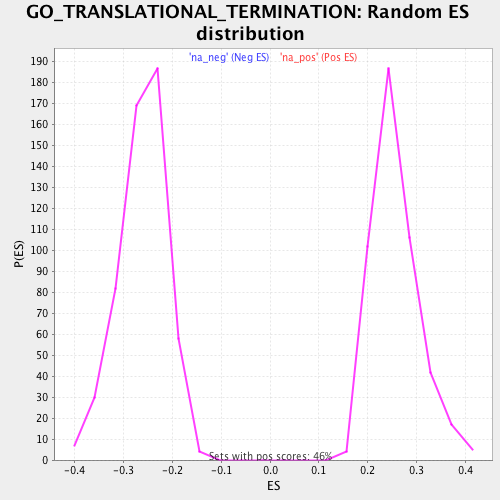 GO_TRANSLATIONAL_TERMINATION: Random ES
distribution
'na_neg' (Neg ES) 'na_pos' (Pos ES)
190
180
170
160
150
140
130
120
110
100
90
80
70
60
50
40
30
20
10
0
P(ES)
Sets with pos scores: 46%
-0.4 -0.3 -0.2 -0.1 0.0 0.1 0.2 0.3 0.4
ES